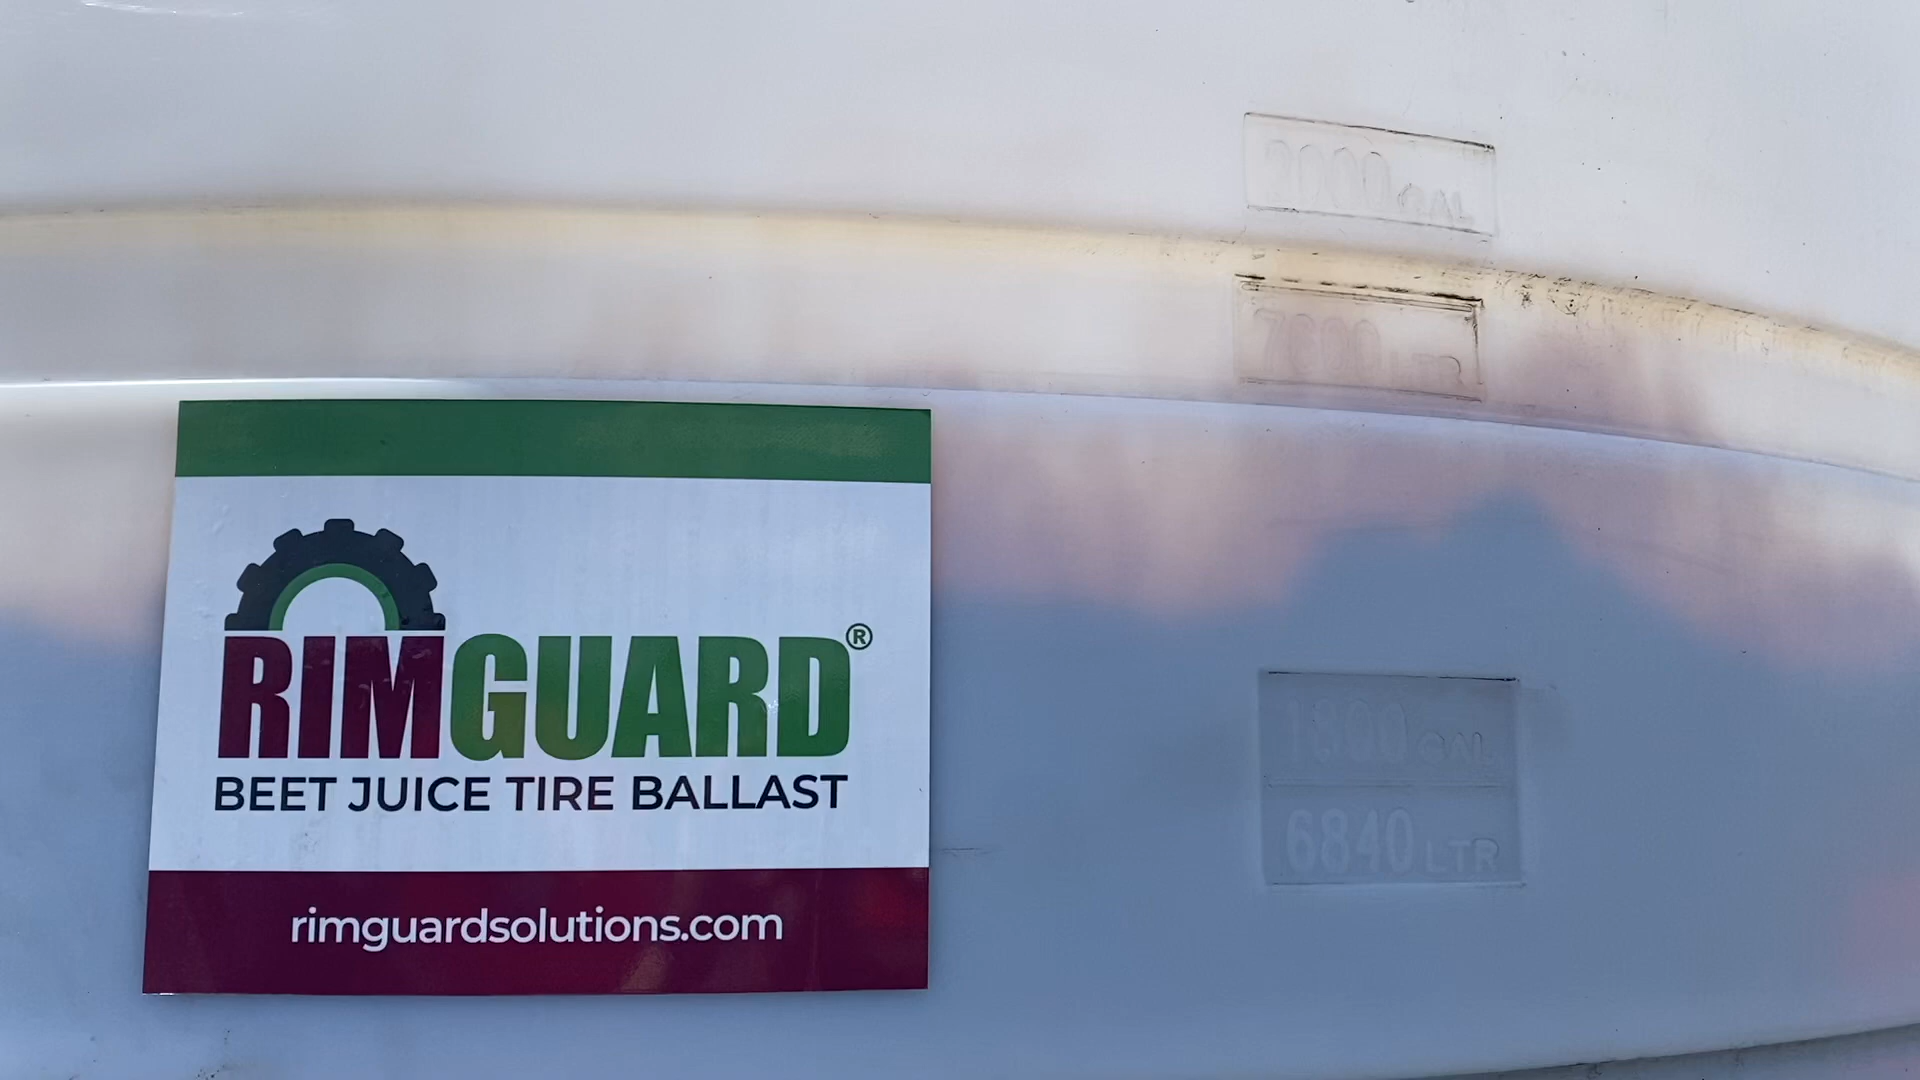 2000 GAL
7600 LTR
RIMGUARD®
BEET JUICE TIRE BALLAST
rimguardsolutions.com
1800 GAL
6840 LTR